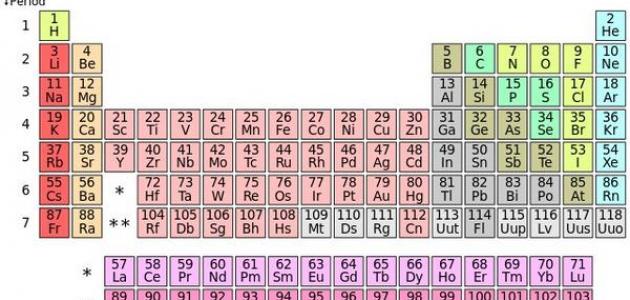 ↓Period
1 1 H 2 He
2 3 Li 4 Be 5 B 6 C 7 N 8 O 9 F 10 Ne
3 11 Na 12 Mg 13 Al 14 Si 15 P 16 S 17 Cl 18 Ar
4 19 K 20 Ca 21 Sc 22 Ti 23 V 24 Cr 25 Mn 26 Fe 27 Co 28 Ni 29 Cu 30 Zn 31 Ga 32 Ge 33 As 34 Se 35 Br 36 Kr
5 37 Rb 38 Sr 39 Y 40 Zr 41 Nb 42 Mo 43 Tc 44 Ru 45 Rh 46 Pd 47 Ag 48 Cd 49 In 50 Sn 51 Sb 52 Te 53 I 54 Xe
6 55 Cs 56 Ba * 72 Hf 73 Ta 74 W 75 Re 76 Os 77 Ir 78 Pt 79 Au 80 Hg 81 Tl 82 Pb 83 Bi 84 Po 85 At 86 Rn
7 87 Fr 88 Ra ** 104 Rf 105 Db 106 Sg 107 Bh 108 Hs 109 Mt 110 Ds 111 Rg 112 Cn 113 Uut 114 Fl 115 Uup 116 Lv 117 Uus 118 Uuo
* 57 La 58 Ce 59 Pr 60 Nd 61 Pm 62 Sm 63 Eu 64 Gd 65 Tb 66 Dy 67 Ho 68 Er 69 Tm 70 Yb 71 Lu
89 90 91 92 93 94 95 96 97 98 99 100 101 102 103